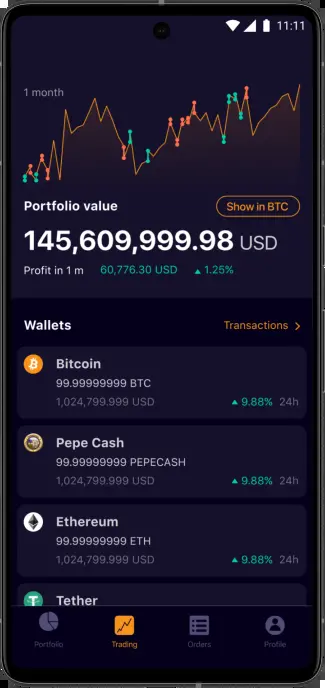 11:11
1 month
Portfolio value
Show in BTC
145,609,999.98 USD
Profit in 1 m 60,776.30 USD ▲ 1.25%
Wallets
Transactions >
Bitcoin
99.99999999 BTC
1,024,799.999 USD ▲ 9.88% 24h
Pepe Cash
99.99999999 PEPECASH
1,024,799.999 USD ▲ 9.88% 24h
Ethereum
99.99999999 ETH
1,024,799.999 USD ▲ 9.88% 24h
Tether
Portfolio
Trading
Orders
Profile